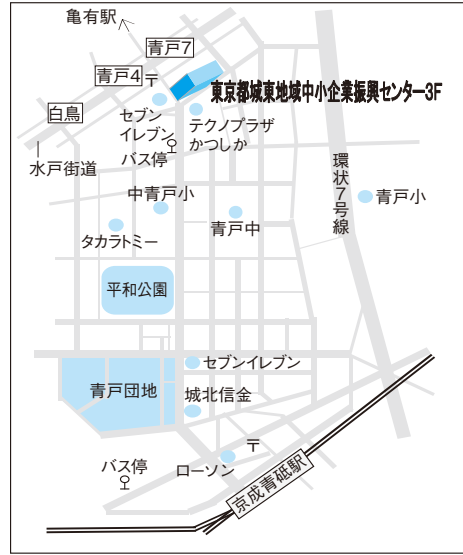 亀有駅
青戸7
青戸4
〒
東京都城東地域中小企業振興センター3F
白鳥
セブン
イレブン
テクノプラザ
かつしか
バス停
水戸街道
中青戸小
環状7号線
青戸小
青戸中
タカラトミー
平和公園
セブンイレブン
青戸団地
城北信金
〒
バス停
ローソン
京成青砥駅